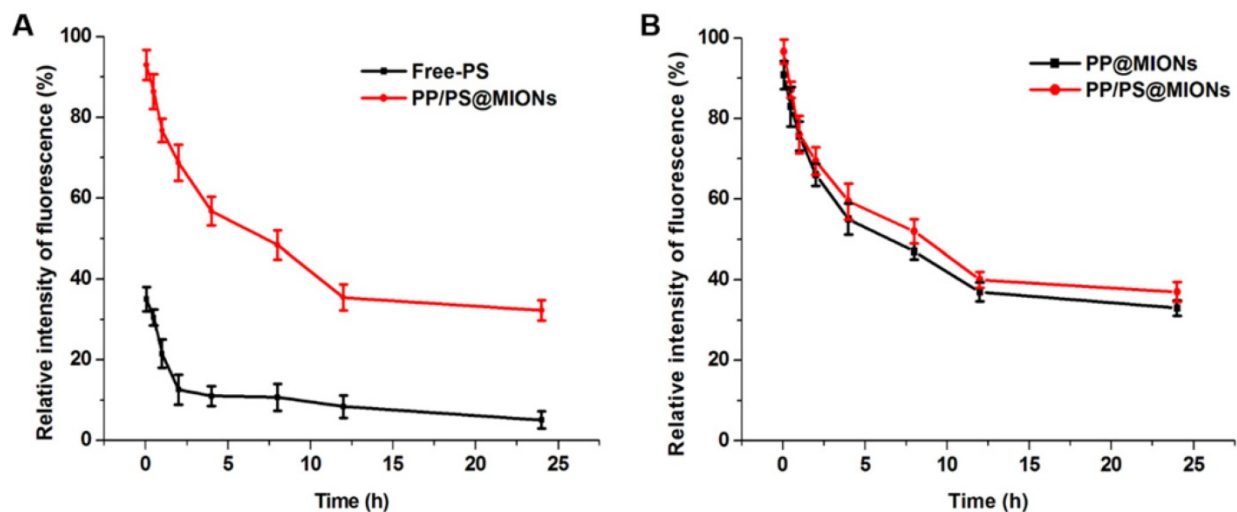 A
Relative intensity of fluorescence (%)
100
80
60
40
20
0
0 5 10 15 20 25
Time (h)
Free-PS
PP/PS@MIONs
B
Relative intensity of fluorescence (%)
100
80
60
40
20
0
0 5 10 15 20 25
Time (h)
PP@MIONs
PP/PS@MIONs